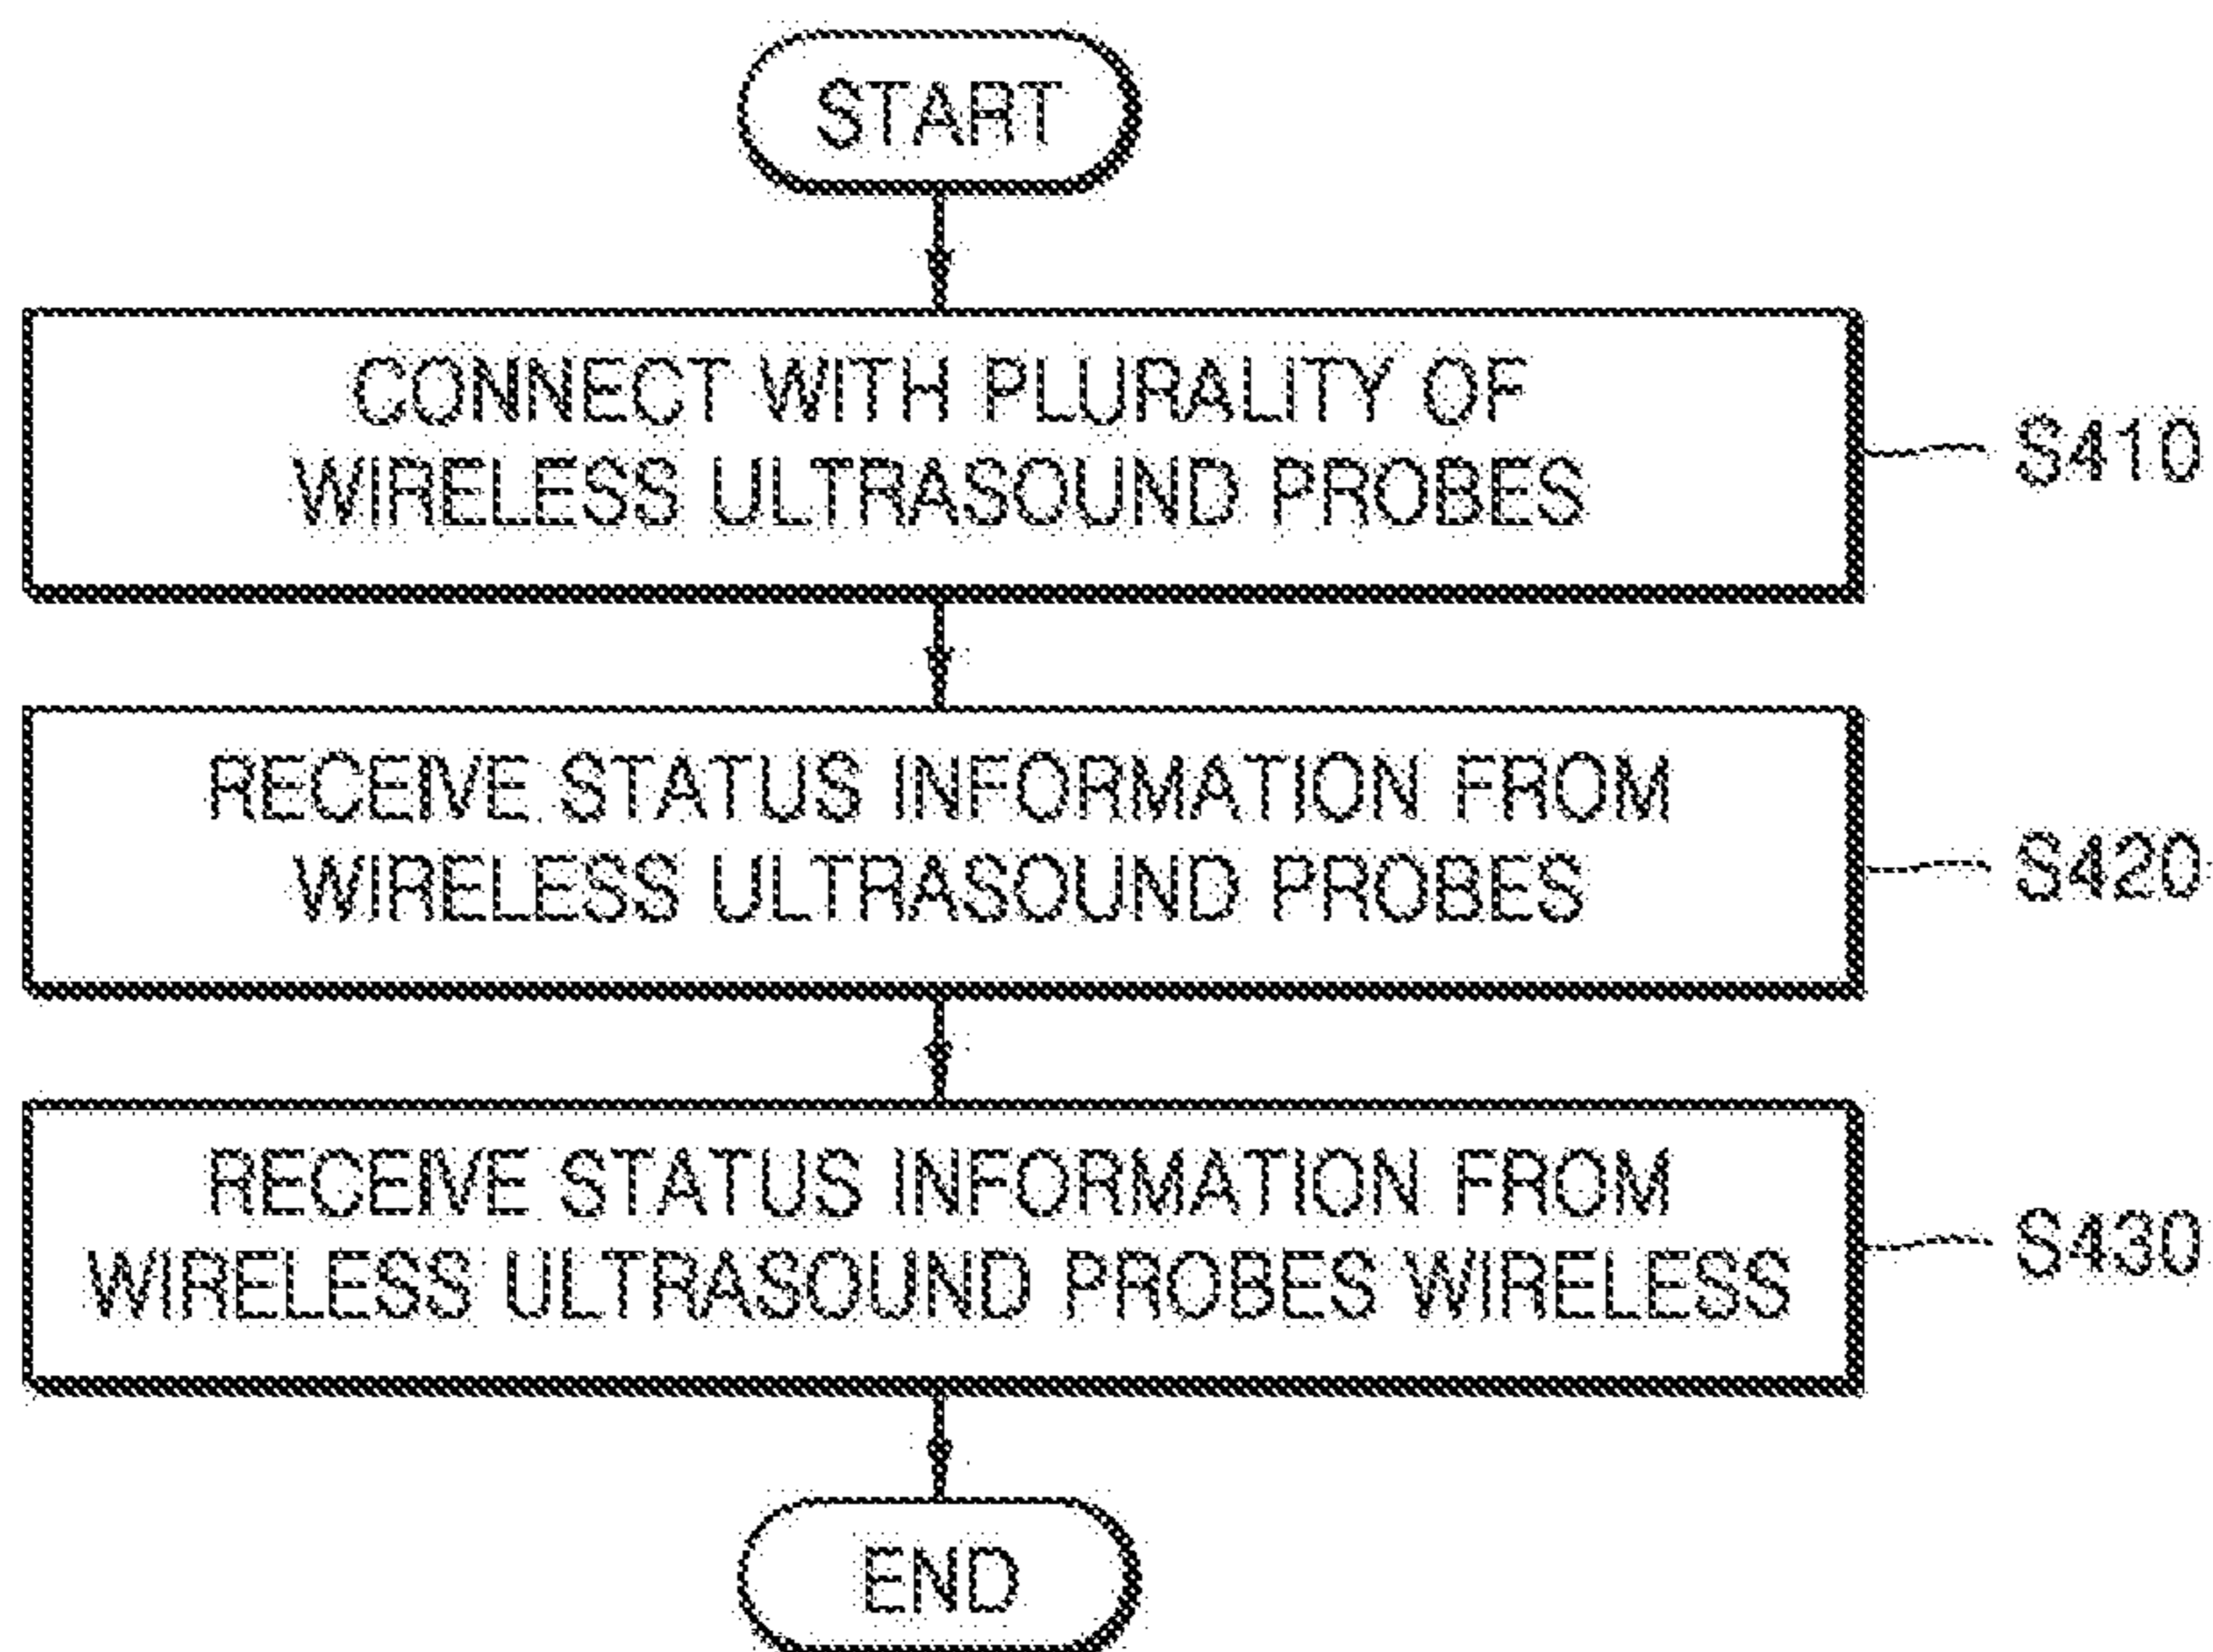 START
CONNECT WITH PLURALITY OF
WIRELESS ULTRASOUND PROBES
S410
RECEIVE STATUS INFORMATION FROM
WIRELESS ULTRASOUND PROBES
S420
RECEIVE STATUS INFORMATION FROM
WIRELESS ULTRASOUND PROBES WIRELESS
S430
END